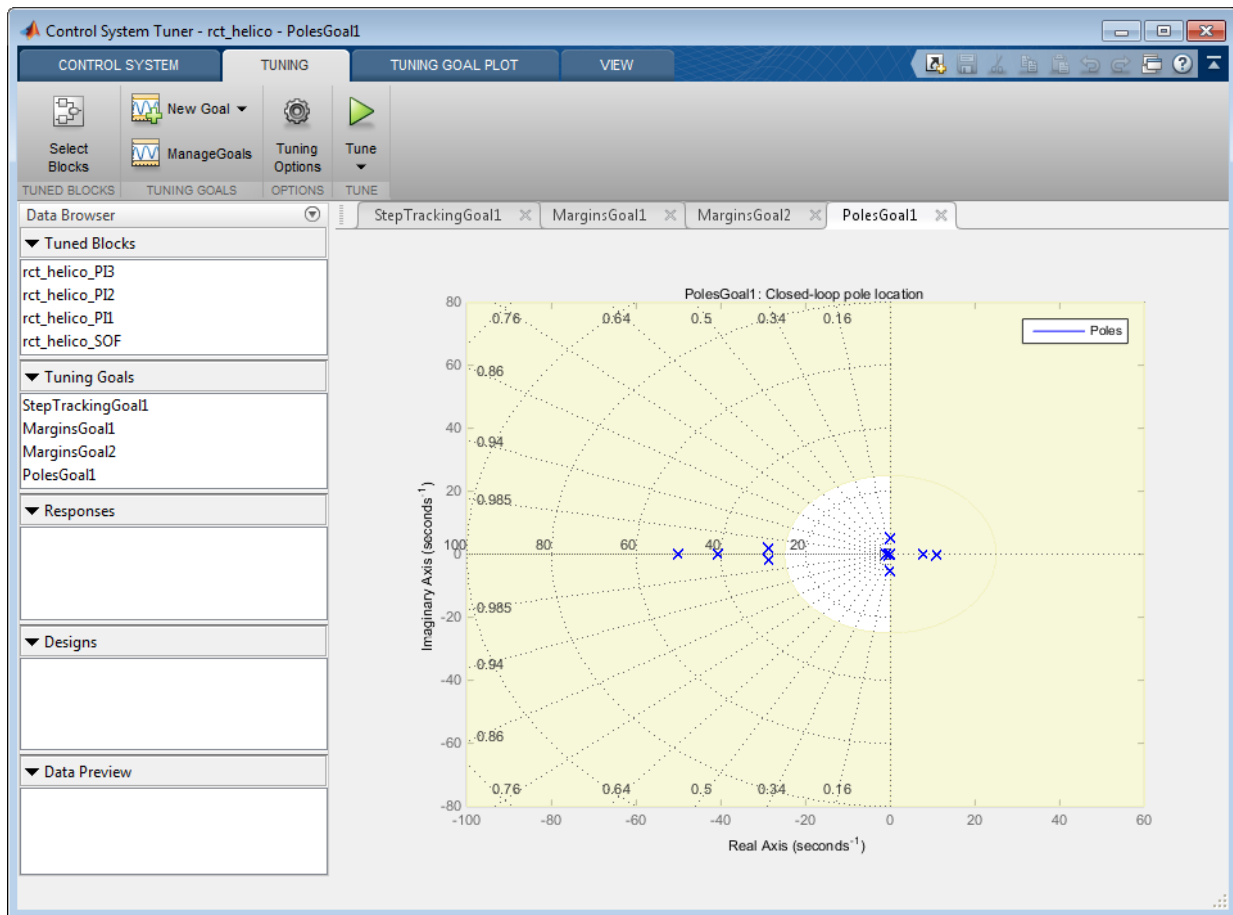 Control System Tuner - rct_helico - PolesGoal1
CONTROL SYSTEM
TUNING
TUNING GOAL PLOT
VIEW
Select
Blocks
New Goal
ManageGoals
Tuning
Options
Tune
TUNED BLOCKS
TUNING GOALS
OPTIONS
TUNE
Data Browser
Tuned Blocks
rct_helico_PI3
rct_helico_PI2
rct_helico_PI1
rct_helico_SOF
Tuning Goals
StepTrackingGoal1
MarginsGoal1
MarginsGoal2
PolesGoal1
Responses
Designs
Data Preview
StepTrackingGoal1
MarginsGoal1
MarginsGoal2
PolesGoal1
PolesGoal1: Closed-loop pole location
Poles
0.76 0.64 0.5 0.34 0.16
0.86
0.94
0.985
100 80 60 40 20
0.985
0.94
0.86
0.76 0.64 0.5 0.34 0.16
80
60
40
20
0
-20
-40
-60
-80
-100 -80 -60 -40 -20 0 20 40 60
Imaginary Axis (seconds⁻¹)
Real Axis (seconds⁻¹)